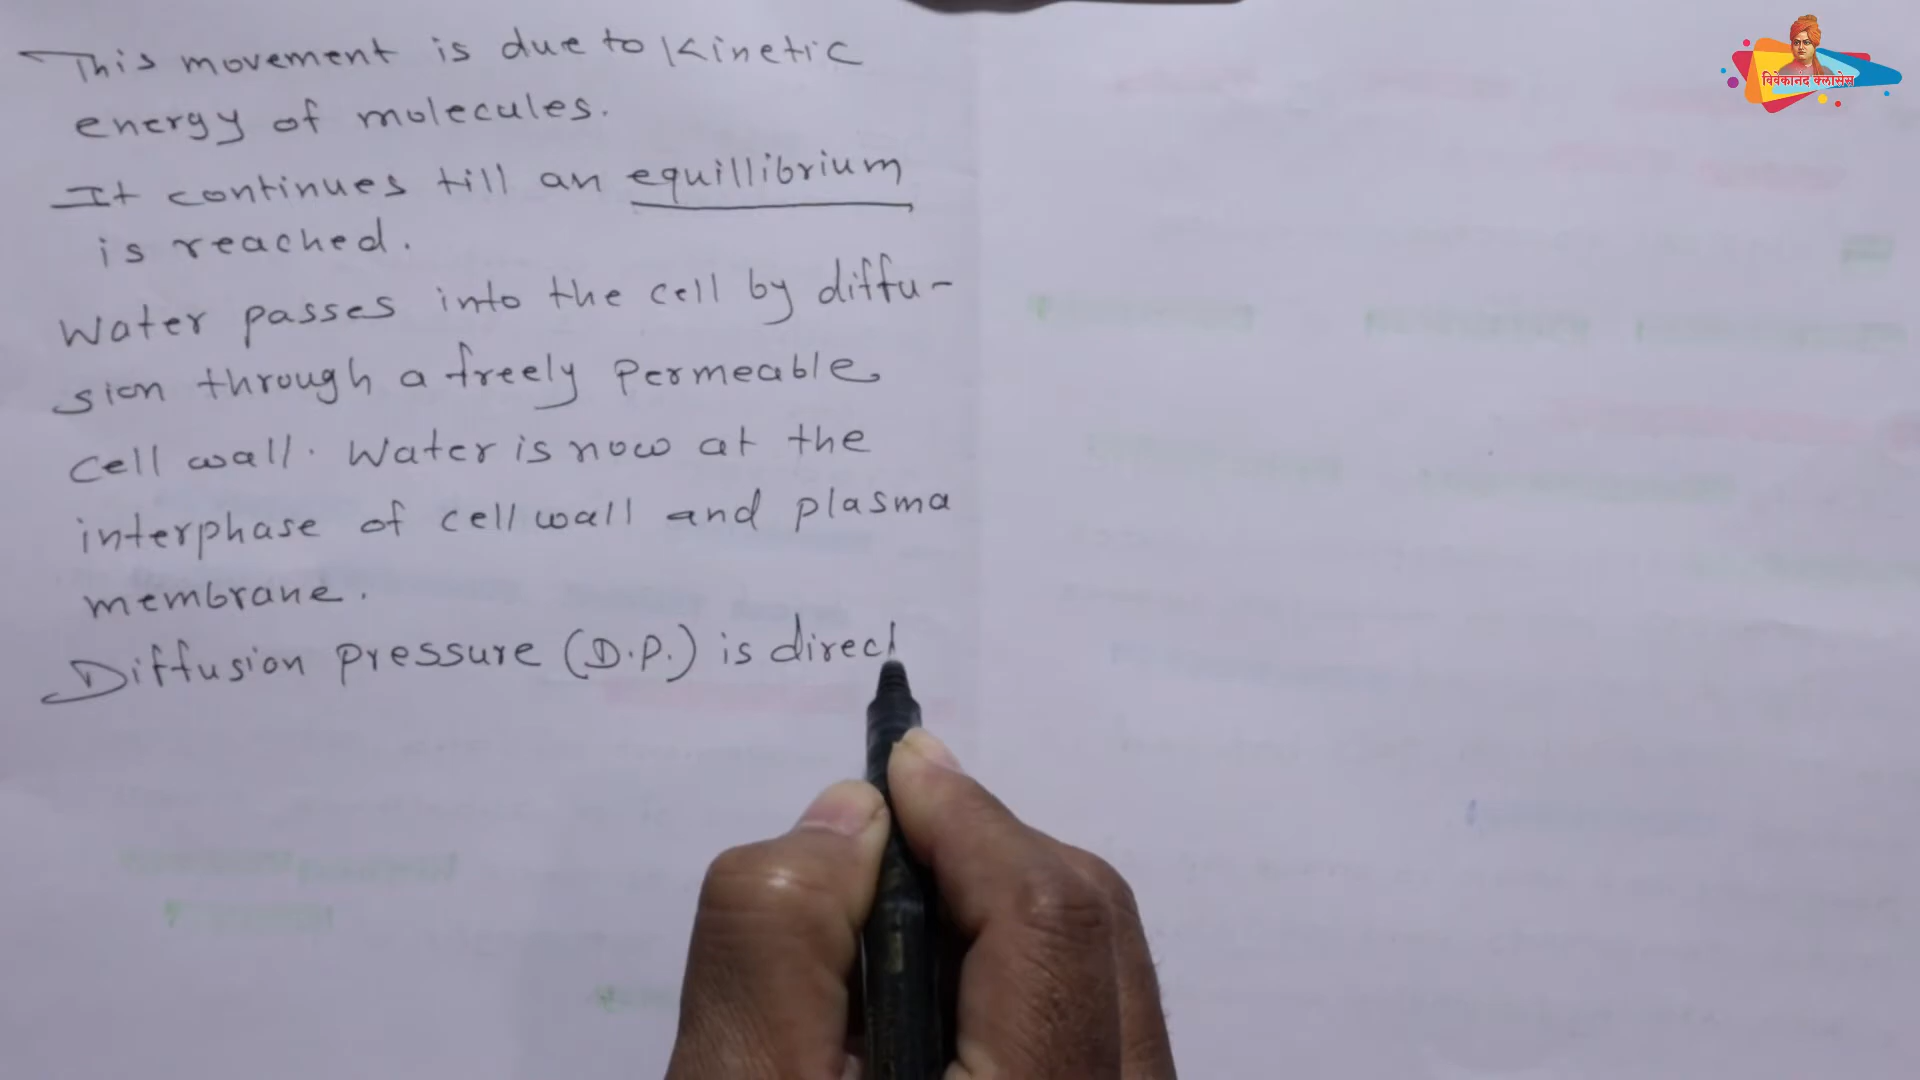 This movement is due to Kinetic
energy of molecules.
It continues till an equillibrium
is reached.
Water passes into the cell by diffu-
sion through a freely permeable
cell wall. Water is now at the
interphase of cell wall and plasma
membrane.
Diffusion pressure (D.P.) is direct
विवेकानंद क्लासेस